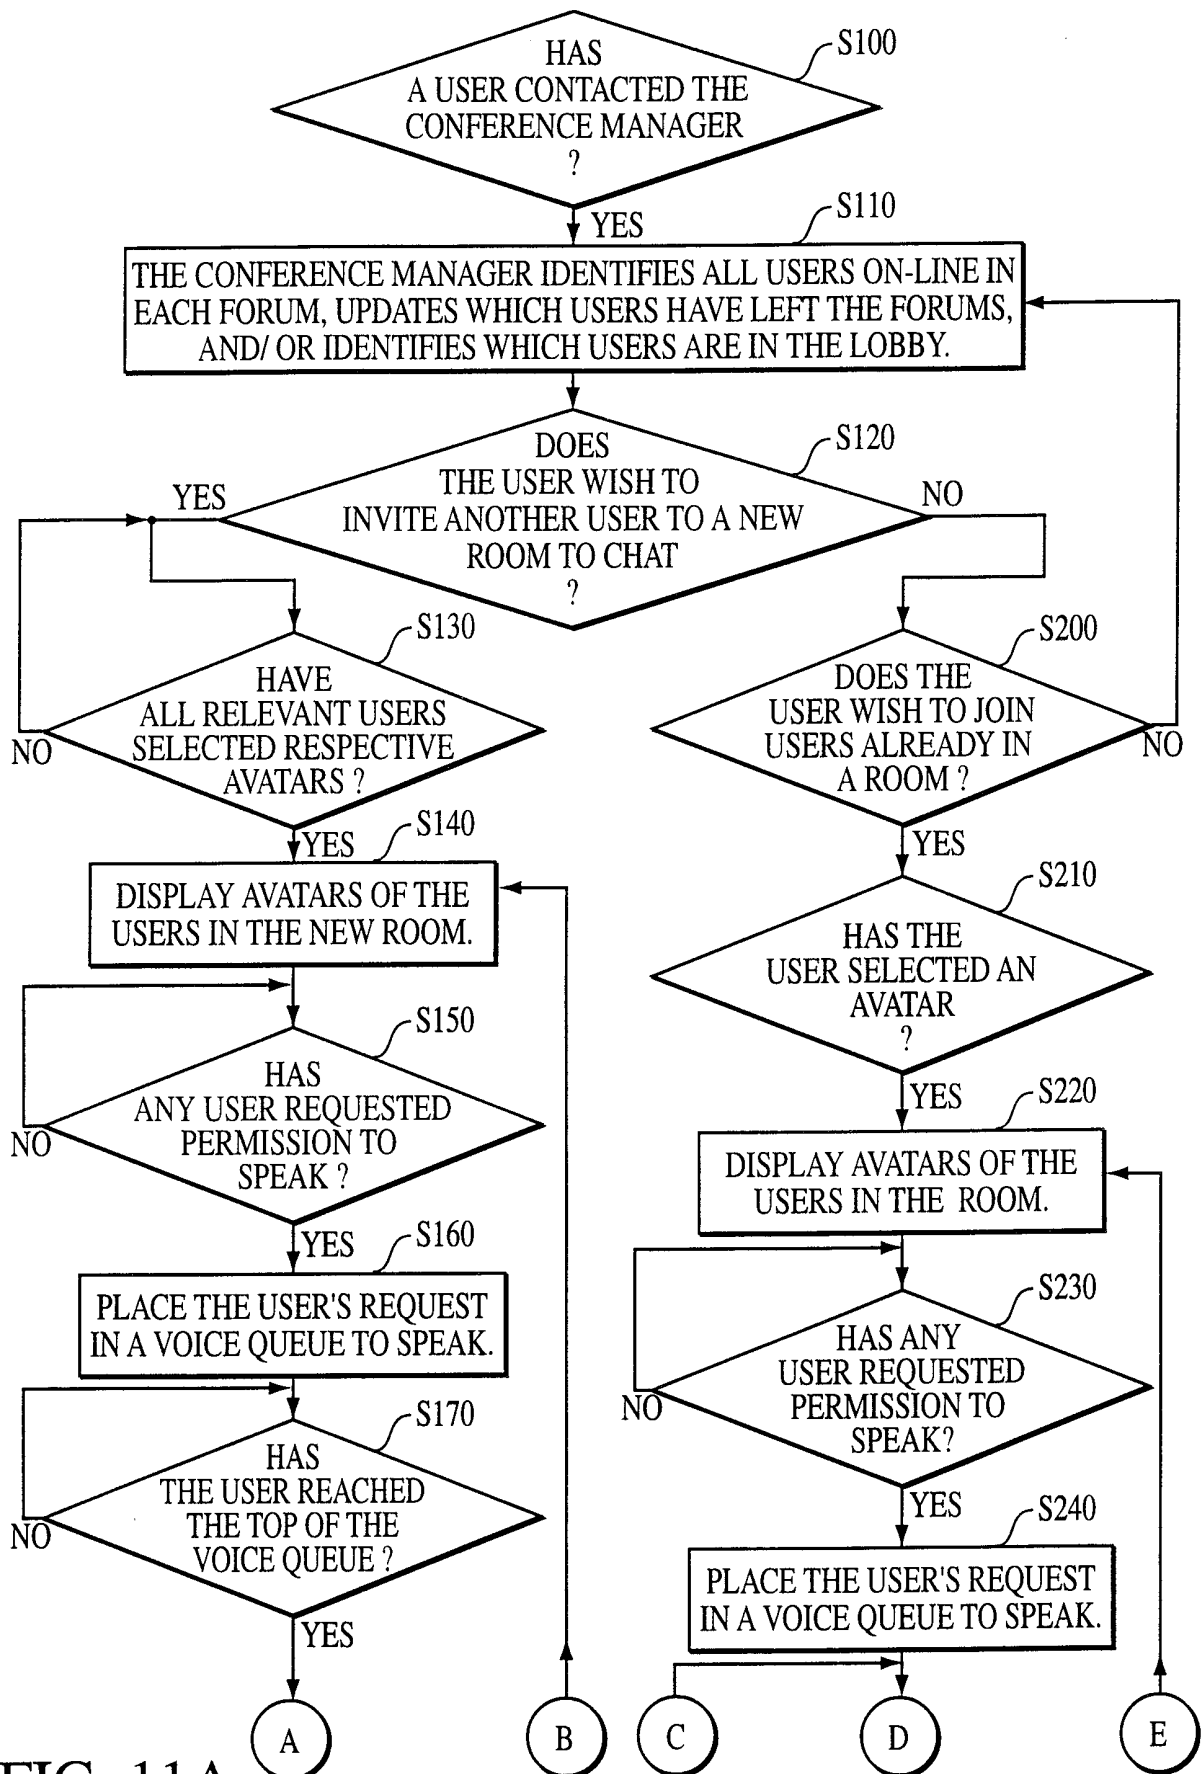 HAS
A USER CONTACTED THE
CONFERENCE MANAGER
?
S100
YES
S110
THE CONFERENCE MANAGER IDENTIFIES ALL USERS ON-LINE IN
EACH FORUM, UPDATES WHICH USERS HAVE LEFT THE FORUMS,
AND/ OR IDENTIFIES WHICH USERS ARE IN THE LOBBY.
DOES
THE USER WISH TO
INVITE ANOTHER USER TO A NEW
ROOM TO CHAT
?
S120
YES
NO
S130
HAVE
ALL RELEVANT USERS
SELECTED RESPECTIVE
AVATARS ?
NO
YES
S140
DISPLAY AVATARS OF THE
USERS IN THE NEW ROOM.
S150
HAS
ANY USER REQUESTED
PERMISSION TO
SPEAK ?
NO
YES
S160
PLACE THE USER'S REQUEST
IN A VOICE QUEUE TO SPEAK.
S170
HAS
THE USER REACHED
THE TOP OF THE
VOICE QUEUE ?
NO
YES
A
B
S200
DOES THE
USER WISH TO JOIN
USERS ALREADY IN
A ROOM ?
NO
YES
S210
HAS THE
USER SELECTED AN
AVATAR
?
YES
S220
DISPLAY AVATARS OF THE
USERS IN THE ROOM.
S230
HAS ANY
USER REQUESTED
PERMISSION TO
SPEAK?
NO
YES
S240
PLACE THE USER'S REQUEST
IN A VOICE QUEUE TO SPEAK.
C
D
E
FIG. 11A